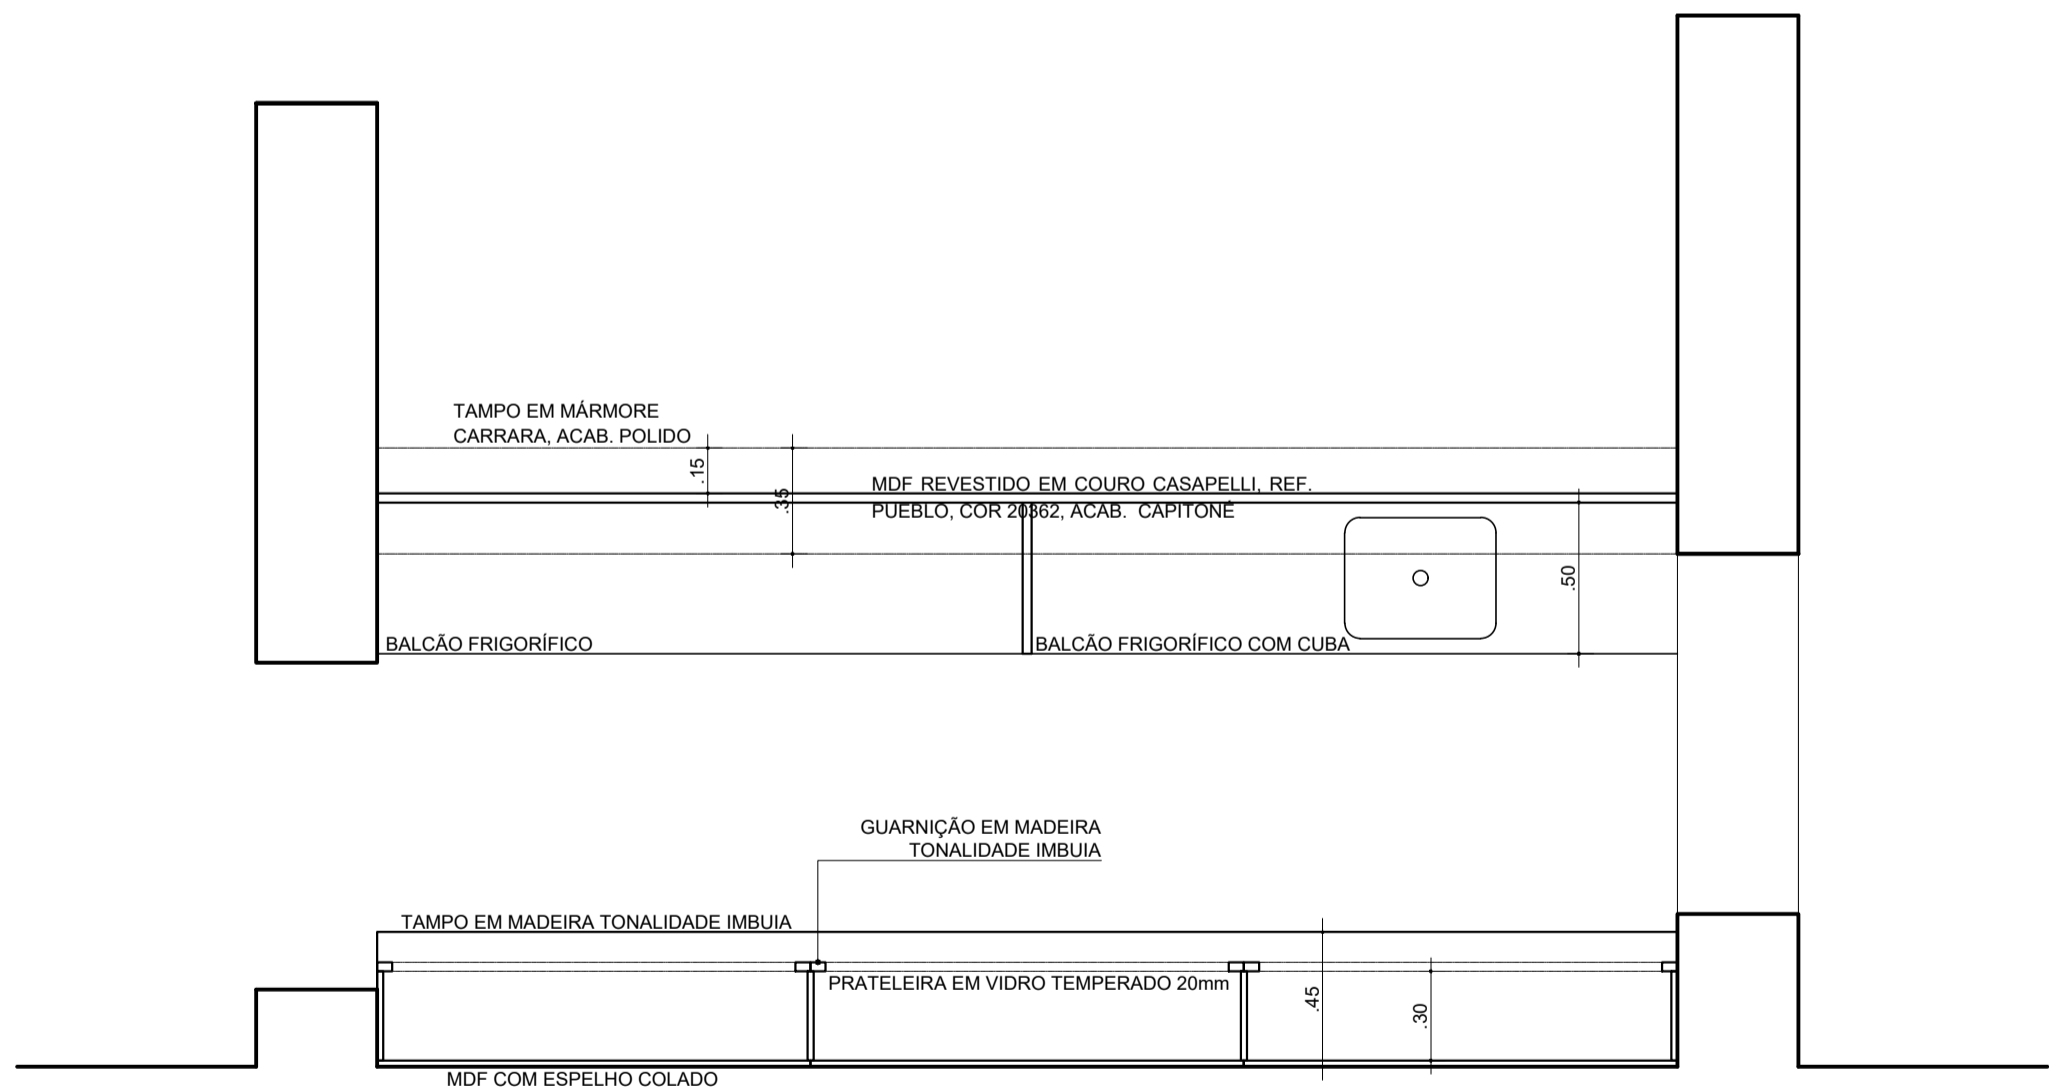 TAMPO EM MÁRMORE
CARRARA, ACAB. POLIDO
.15
.35
MDF REVESTIDO EM COURO CASAPELLI, REF.
PUEBLO, COR 20362, ACAB. CAPITONÉ
.50
BALCÃO FRIGORÍFICO
BALCÃO FRIGORÍFICO COM CUBA
GUARNIÇÃO EM MADEIRA
TONALIDADE IMBUIA
TAMPO EM MADEIRA TONALIDADE IMBUIA
PRATELEIRA EM VIDRO TEMPERADO 20mm
.45
.30
MDF COM ESPELHO COLADO